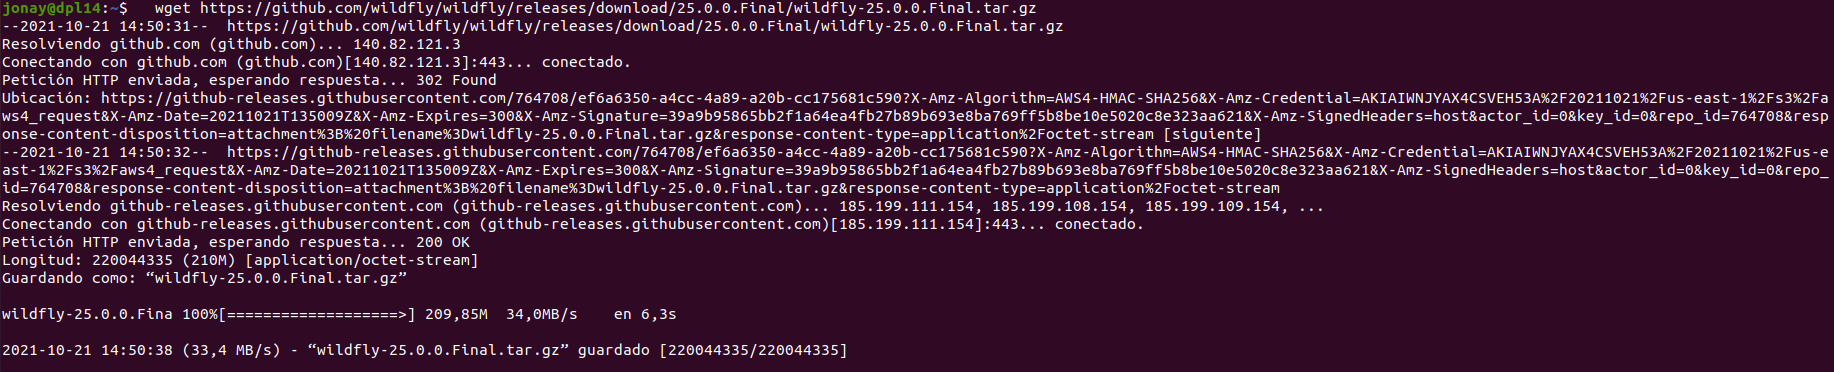 jonay@dpl14:~$   wget https://github.com/wildfly/wildfly/releases/download/25.0.0.Final/wildfly-25.0.0.Final.tar.gz
--2021-10-21 14:50:31--  https://github.com/wildfly/wildfly/releases/download/25.0.0.Final/wildfly-25.0.0.Final.tar.gz
Resolviendo github.com (github.com)... 140.82.121.3
Conectando con github.com (github.com)[140.82.121.3]:443... conectado.
Petición HTTP enviada, esperando respuesta... 302 Found
Ubicación: https://github-releases.githubusercontent.com/764708/ef6a6350-a4cc-4a89-a20b-cc175681c590?X-Amz-Algorithm=AWS4-HMAC-SHA256&X-Amz-Credential=AKIAIWNJYAX4CSVEH53A%2F20211021%2Fus-east-1%2Fs3%2Fa
ws4_request&X-Amz-Date=20211021T135009Z&X-Amz-Expires=300&X-Amz-Signature=39a9b95865bb2f1a64ea4fb27b89b693e8ba769ff5b8be10e5020c8e323aa621&X-Amz-SignedHeaders=host&actor_id=0&key_id=0&repo_id=764708&resp
onse-content-disposition=attachment%3B%20filename%3Dwildfly-25.0.0.Final.tar.gz&response-content-type=application%2Foctet-stream [siguiente]
--2021-10-21 14:50:32--  https://github-releases.githubusercontent.com/764708/ef6a6350-a4cc-4a89-a20b-cc175681c590?X-Amz-Algorithm=AWS4-HMAC-SHA256&X-Amz-Credential=AKIAIWNJYAX4CSVEH53A%2F20211021%2Fus-e
ast-1%2Fs3%2Faws4_request&X-Amz-Date=20211021T135009Z&X-Amz-Expires=300&X-Amz-Signature=39a9b95865bb2f1a64ea4fb27b89b693e8ba769ff5b8be10e5020c8e323aa621&X-Amz-SignedHeaders=host&actor_id=0&key_id=0&repo_
id=764708&response-content-disposition=attachment%3B%20filename%3Dwildfly-25.0.0.Final.tar.gz&response-content-type=application%2Foctet-stream
Resolviendo github-releases.githubusercontent.com (github-releases.githubusercontent.com)... 185.199.111.154, 185.199.108.154, 185.199.109.154, ...
Conectando con github-releases.githubusercontent.com (github-releases.githubusercontent.com)[185.199.111.154]:443... conectado.
Petición HTTP enviada, esperando respuesta... 200 OK
Longitud: 220044335 (210M) [application/octet-stream]
Guardando como: “wildfly-25.0.0.Final.tar.gz”
wildfly-25.0.0.Fina 100%[===================>] 209,85M  34,0MB/s    en 6,3s
2021-10-21 14:50:38 (33,4 MB/s) - “wildfly-25.0.0.Final.tar.gz” guardado [220044335/220044335]